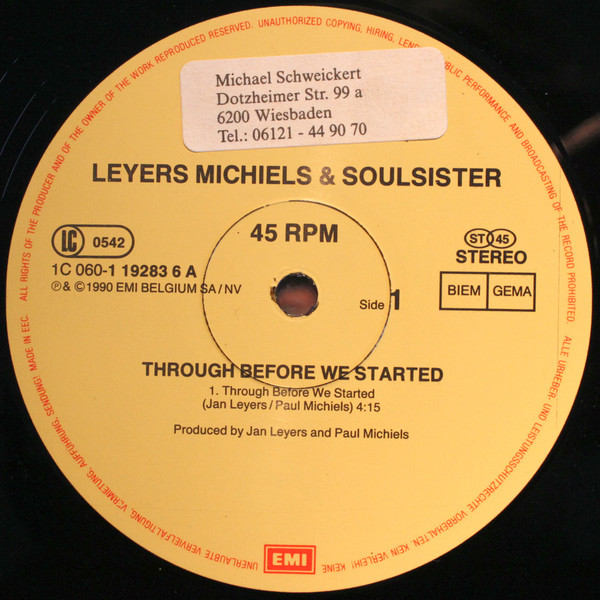 Michael Schweickert
Dotzheimer Str. 99 a
6200 Wiesbaden
Tel.: 06121 - 44 90 70
LEYERS MICHIELS & SOULSISTER
LC 0542
45 RPM
ST 45
STEREO
1C 060-1 19283 6 A
Ⓟ & © 1990 EMI BELGIUM SA/NV
Side 1
BIEM GEMA
THROUGH BEFORE WE STARTED
1. Through Before We Started
(Jan Leyers/Paul Michiels) 4:15
Produced by Jan Leyers and Paul Michiels
EMI
ALL RIGHTS OF THE PRODUCER AND OF THE OWNER OF THE WORK REPRODUCED RESERVED. UNAUTHORIZED COPYING, HIRING, PUBLIC PERFORMANCE AND BROADCASTING OF THE RECORD PROHIBITED.
ALLE URHEBER- UND LEISTUNGSSCHUTZRECHTE VORBEHALTEN. KEIN VERLEIH! KEINE UNERLAUBTE VERVIELFÄLTIGUNG, VERMIETUNG, AUFFÜHRUNG, SENDUNG! MADE IN EEC.